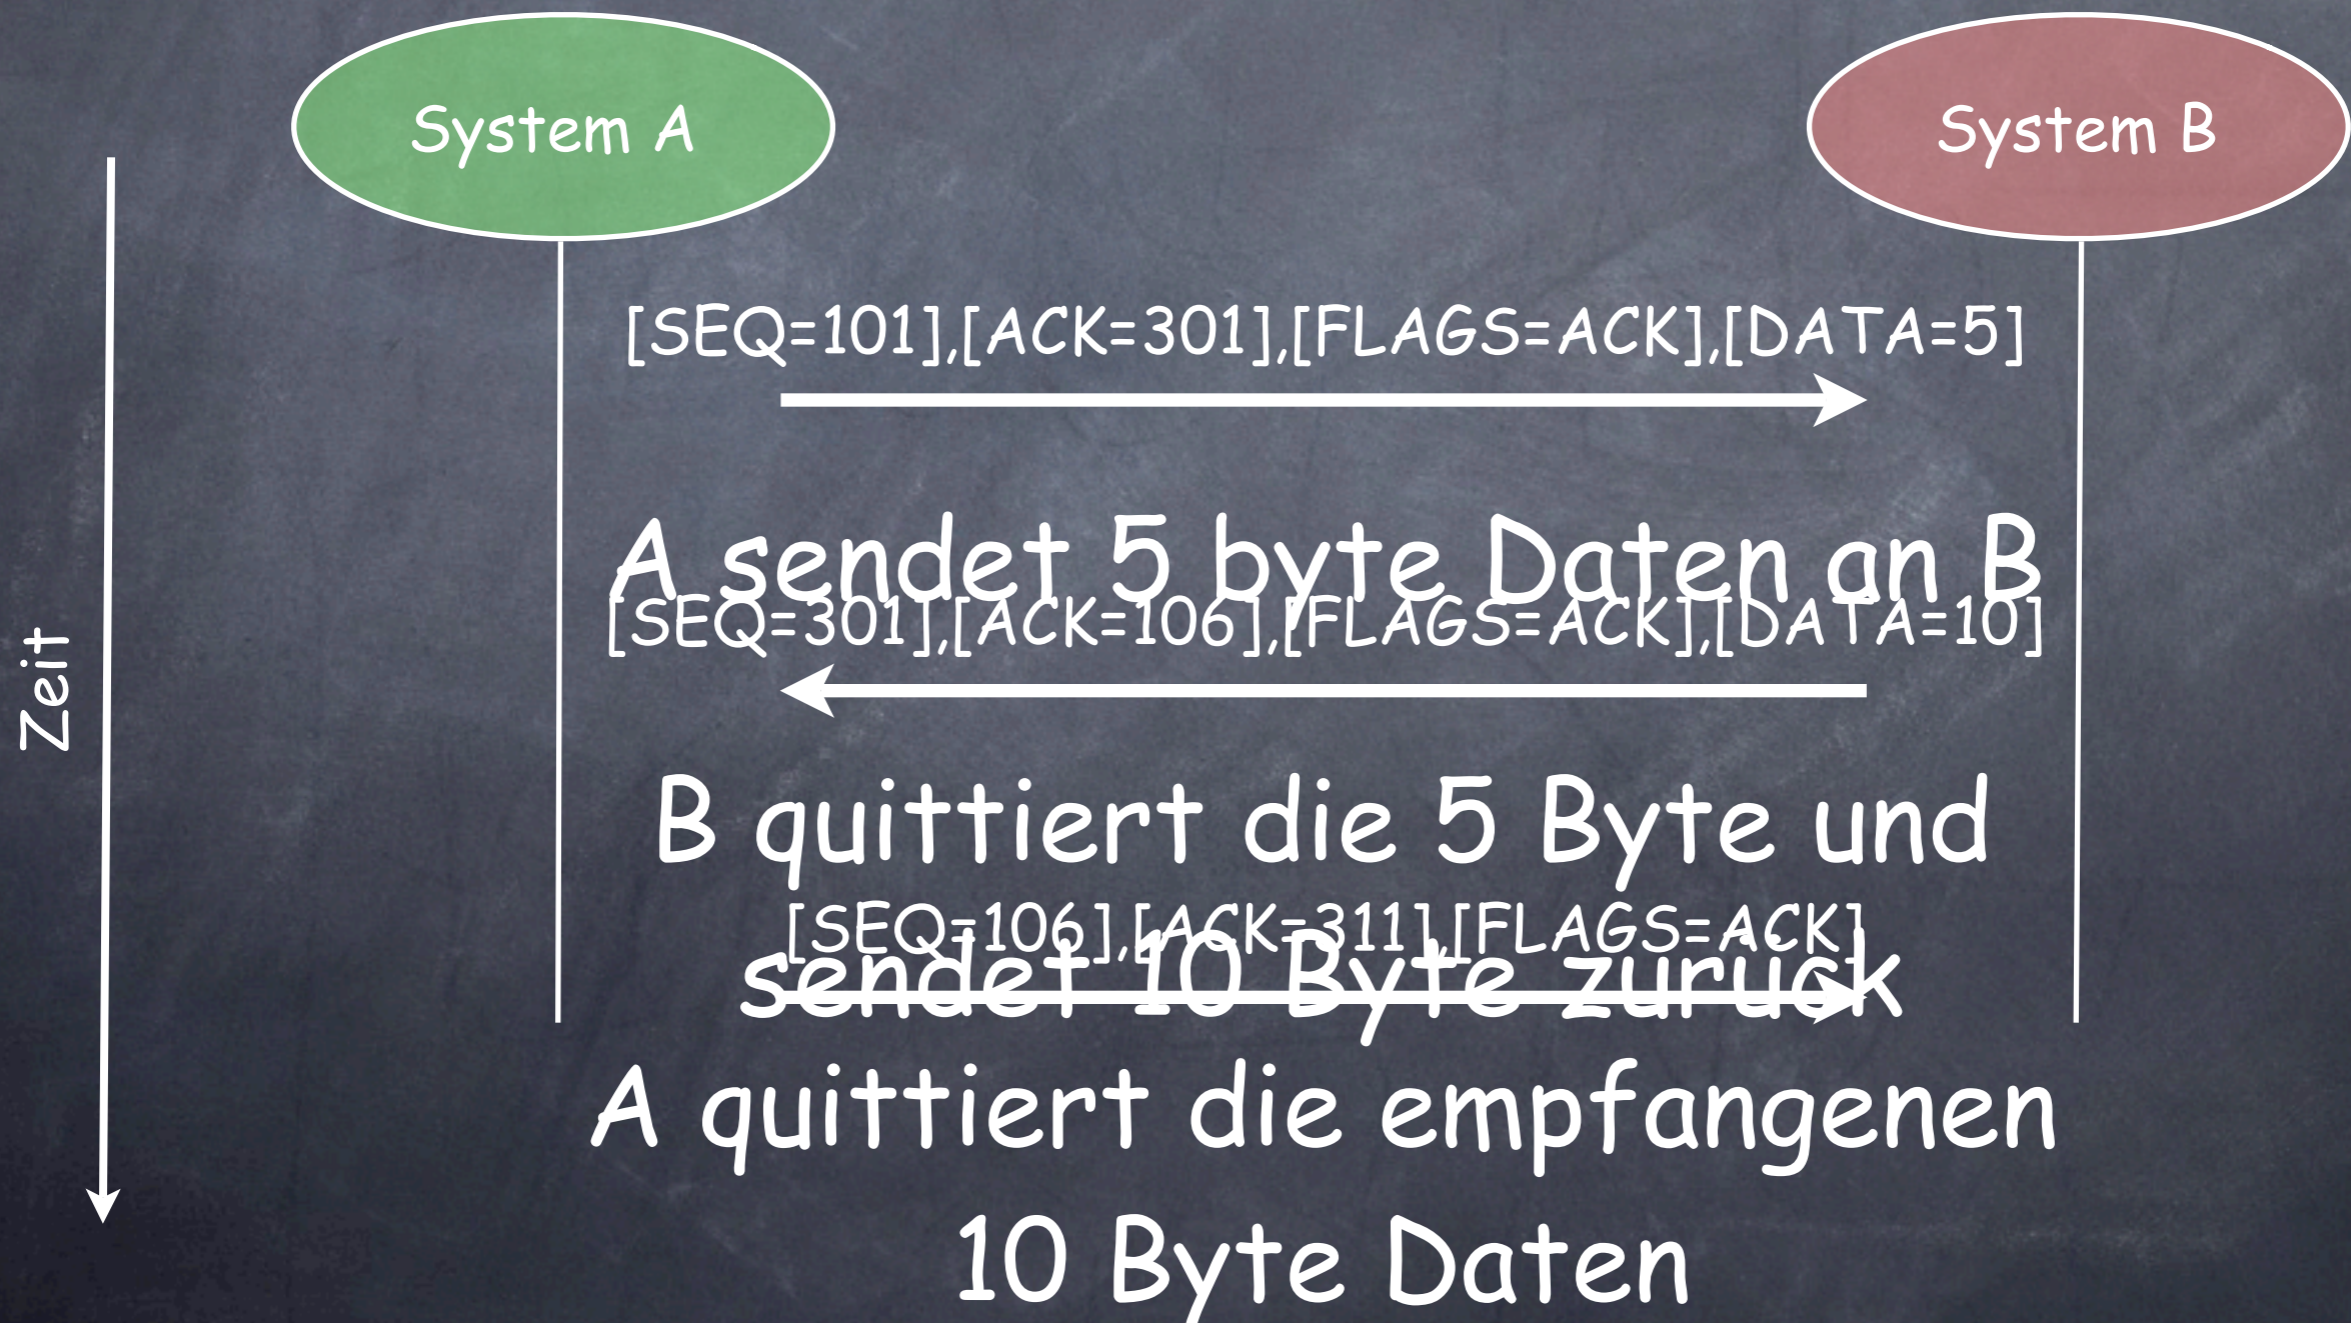 System A
System B
Zeit
[SEQ=101],[ACK=301],[FLAGS=ACK],[DATA=5]
A sendet 5 byte Daten an B
[SEQ=301],[ACK=106],[FLAGS=ACK],[DATA=10]
B quittiert die 5 Byte und
sendet 10 Byte zurück
[SEQ=106],[ACK=311],[FLAGS=ACK]
A quittiert die empfangenen
10 Byte Daten